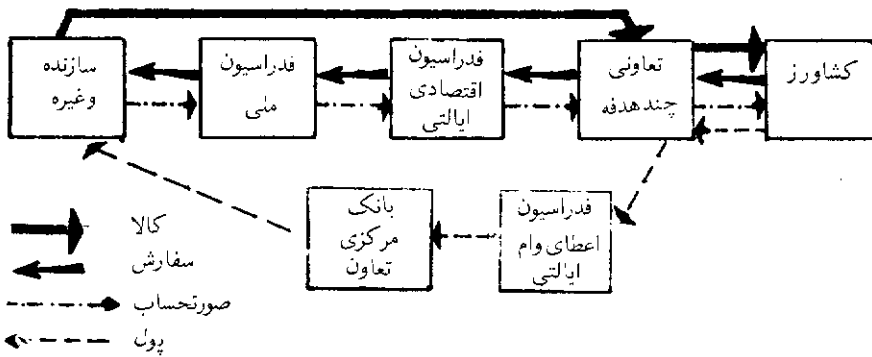 کشاورز
تعاونی
چندهدفه
فدراسیون
اقتصادی
ایالتی
فدراسیون
ملی
سازنده
وغیره
فدراسیون
اعطای وام
ایالتی
بانک
مرکزی
تعاون
کالا
سفارش
صورتحساب
پول